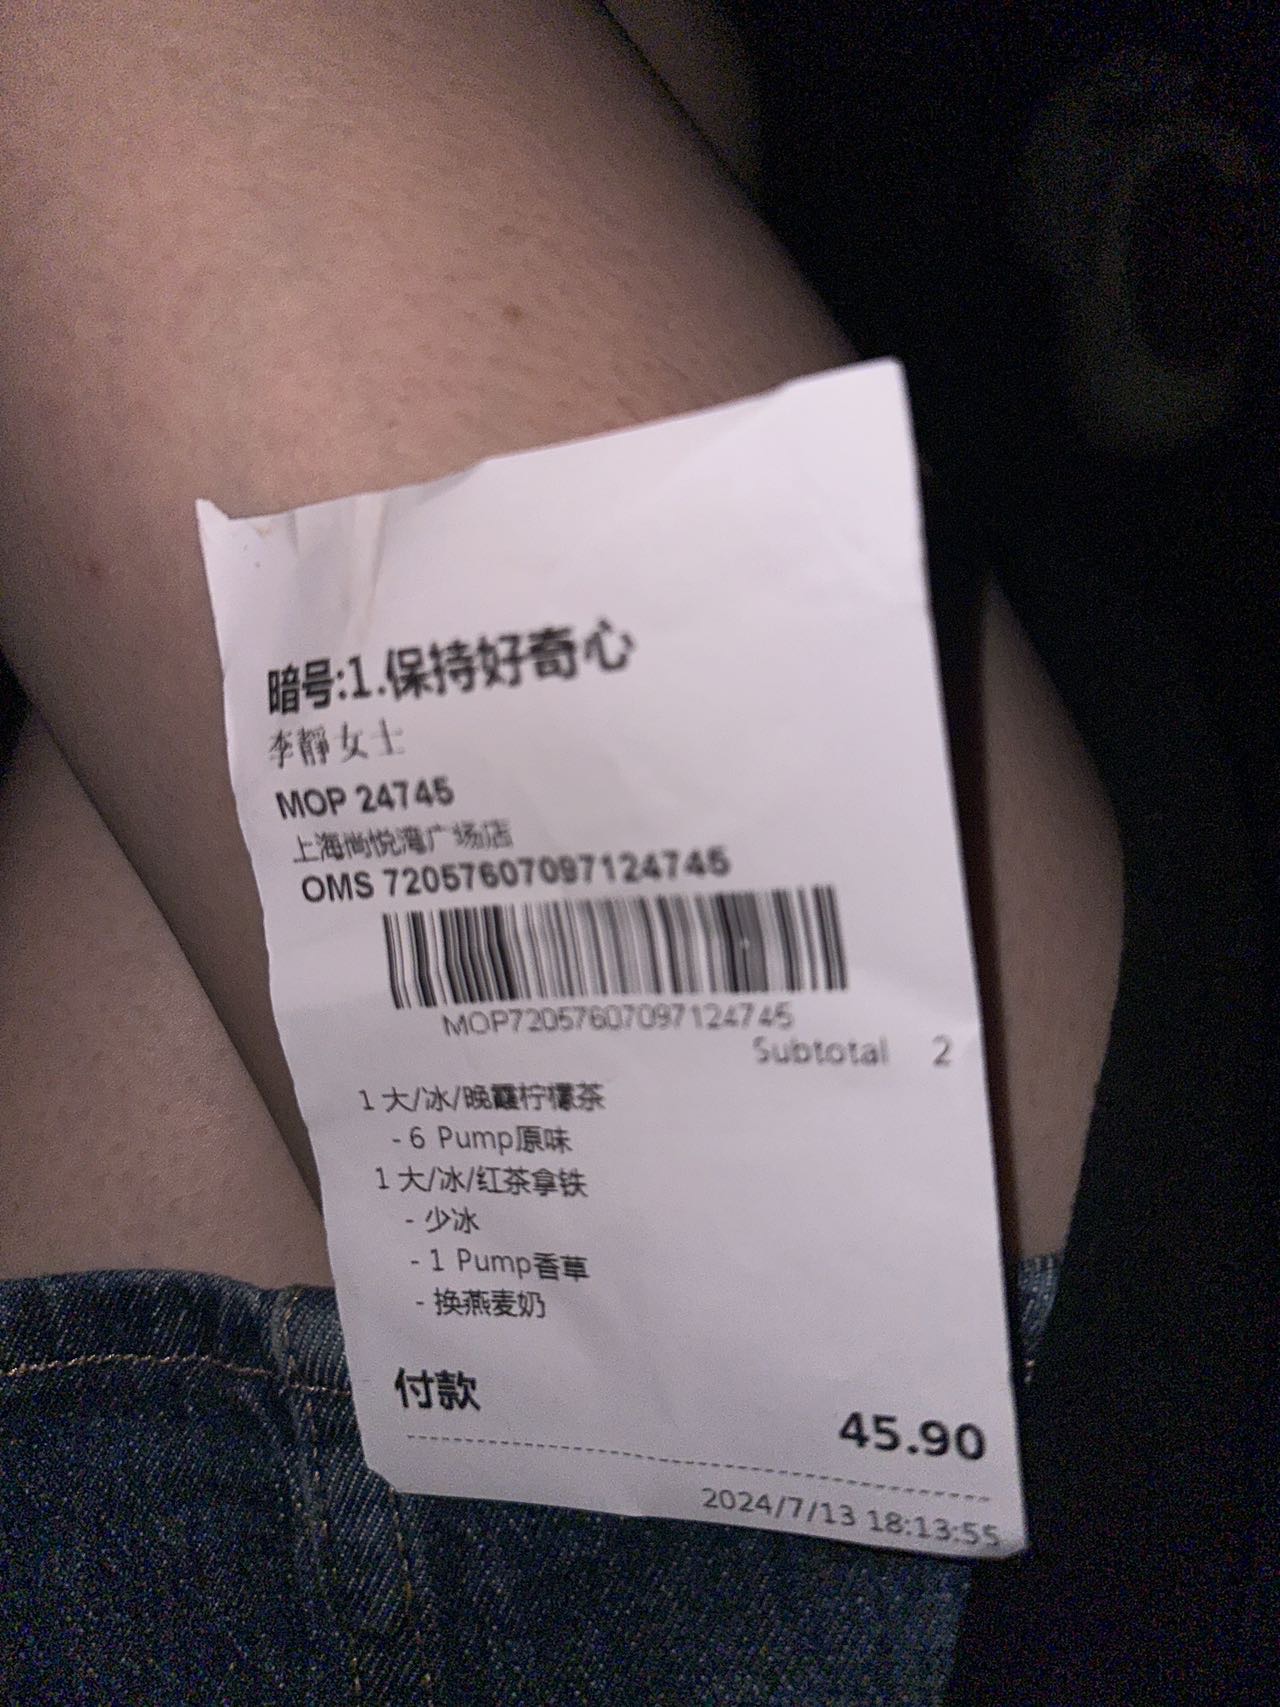 暗号:1.保持好奇心
李靜女士
MOP 24745
上海尚悦湾广场店
OMS 72057607097124745
MOP72057607097124745
Subtotal 2
1 大/冰/晚霞柠檬茶
- 6 Pump原味
1 大/冰/红茶拿铁
- 少冰
- 1 Pump香草
- 换燕麦奶
付款
45.90
2024/7/13 18:13:55